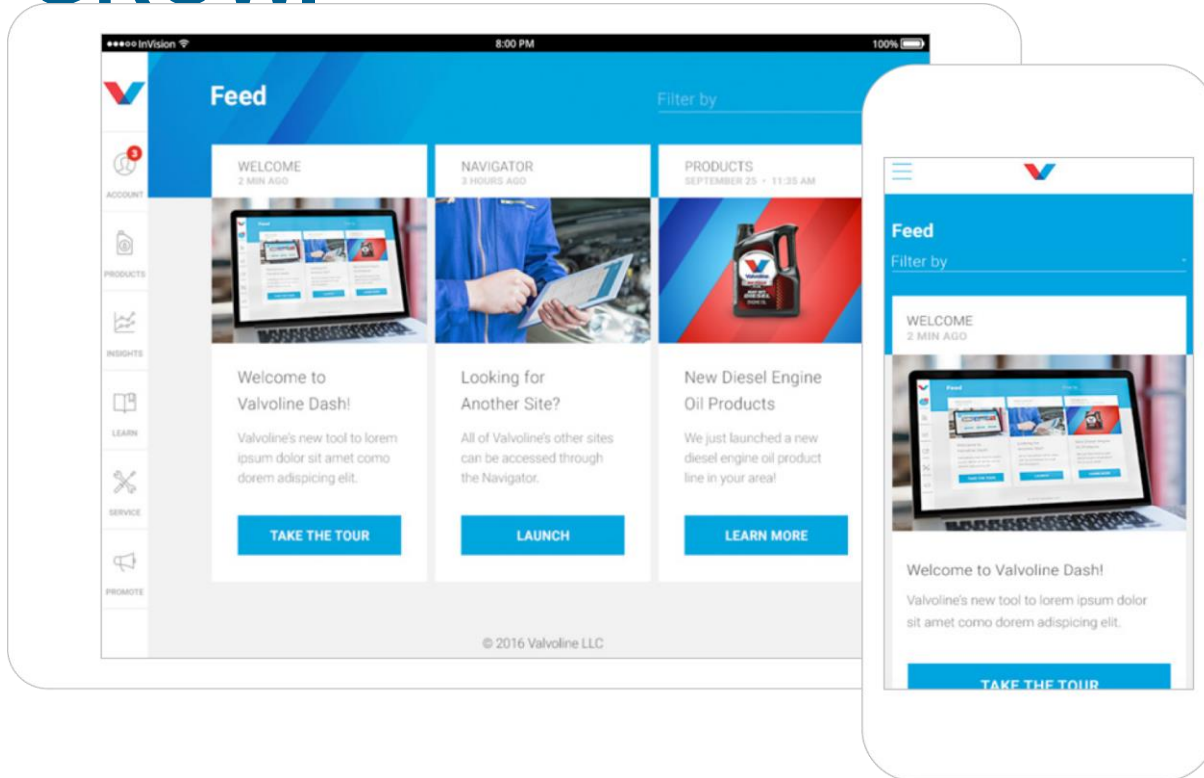 GROW!
InVision
8:00 PM
100%
Feed
Filter by
3
ACCOUNT
PRODUCTS
INSIGHTS
LEARN
SERVICE
PROMOTE
WELCOME
2 MIN AGO
Welcome to
Valvoline Dash!
Valvoline's new tool to lorem
ipsum dolor sit amet como
dorem adispicing elit.
TAKE THE TOUR
NAVIGATOR
3 HOURS AGO
Looking for
Another Site?
All of Valvoline's other sites
can be accessed through
the Navigator.
LAUNCH
PRODUCTS
SEPTEMBER 25 • 11:35 AM
Valvoline
DIESEL
New Diesel Engine
Oil Products
We just launched a new
diesel engine oil product
line in your area!
LEARN MORE
© 2016 Valvoline LLC
Feed
Filter by
WELCOME
2 MIN AGO
Feed
Welcome to Valvoline Dash!
Valvoline's new tool to lorem ipsum dolor
sit amet como dorem adispicing elit.
TAKE THE TOUR